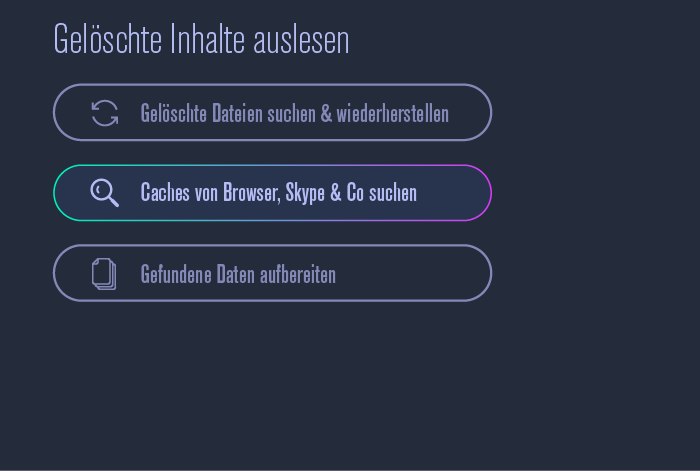 Gelöschte Inhalte auslesen
Gelöschte Dateien suchen & wiederherstellen
Caches von Browser, Skype & Co suchen
Gefundene Daten aufbereiten